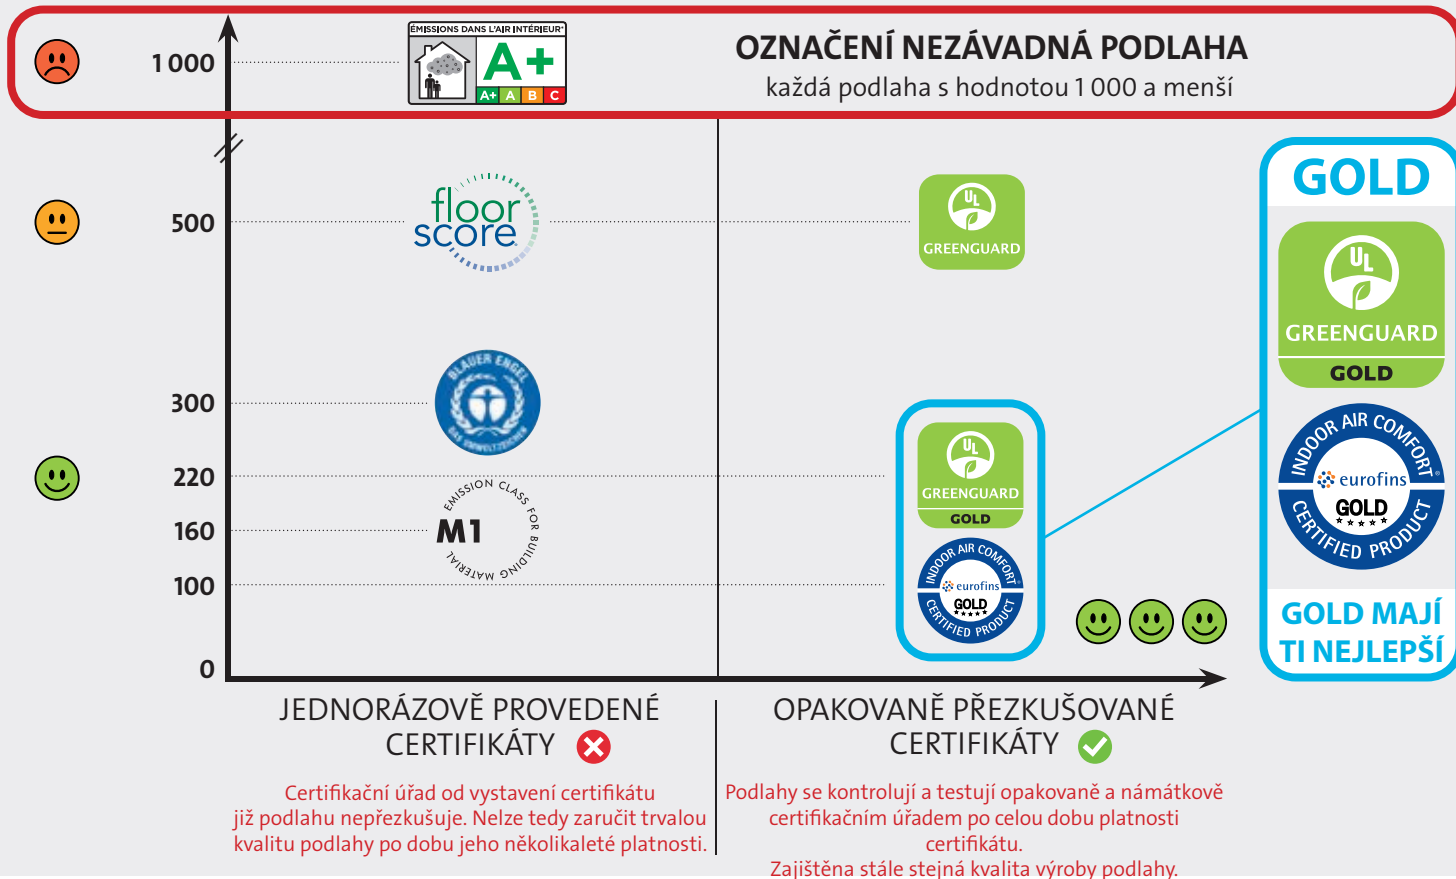 1 000
ÉMISSIONS DANS L'AIR INTÉRIEUR*
A+
A+ A B C
OZNAČENÍ NEZÁVADNÁ PODLAHA
každá podlaha s hodnotou 1 000 a menší
500
floor
score
UL
GREENGUARD
300
BLAUER ENGEL
DAS UMWELTZEICHEN
220
UL
GREENGUARD
GOLD
160
M1
EMISSION CLASS FOR BUILDING MATERIAL
100
INDOOR AIR COMFORT
eurofins
GOLD
CERTIFIED PRODUCT
0
GOLD
UL
GREENGUARD
GOLD
INDOOR AIR COMFORT®
eurofins
GOLD
CERTIFIED PRODUCT
GOLD MAJÍ
TI NEJLEPŠÍ
JEDNORÁZOVĚ PROVEDENÉ
CERTIFIKÁTY
Certifikační úřad od vystavení certifikátu
již podlahu nepřezkušuje. Nelze tedy zaručit trvalou
kvalitu podlahy po dobu jeho několikaleté platnosti.
OPAKOVANĚ PŘEZKUŠOVANÉ
CERTIFIKÁTY
Podlahy se kontrolují a testují opakovaně a námátkově
certifikačním úřadem po celou dobu platnosti
certifikátu.
Zajištěna stále stejná kvalita výroby podlahy.